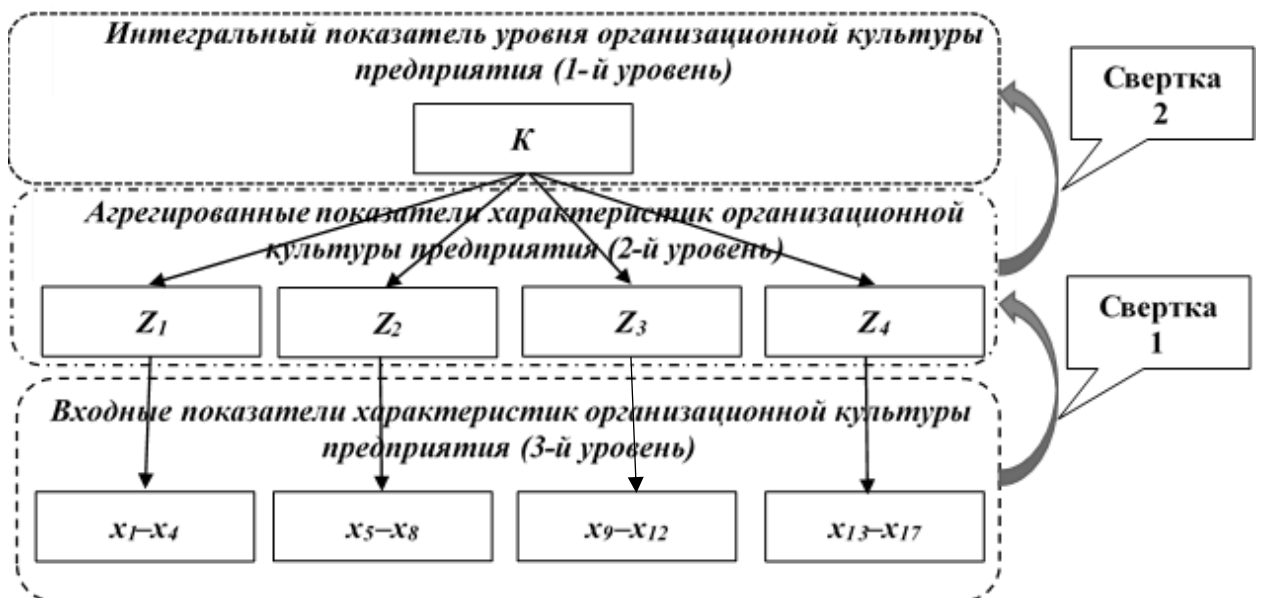 Интегральный показатель уровня организационной культуры
предприятия (1-й уровень)
Свертка
2
К
Агрегированные показатели характеристик организационной
культуры предприятия (2-й уровень)
Z1
Z2
Z3
Z4
Свертка
1
Входные показатели характеристик организационной культуры
предприятия (3-й уровень)
x1–x4
x5–x8
x9–x12
x13–x17